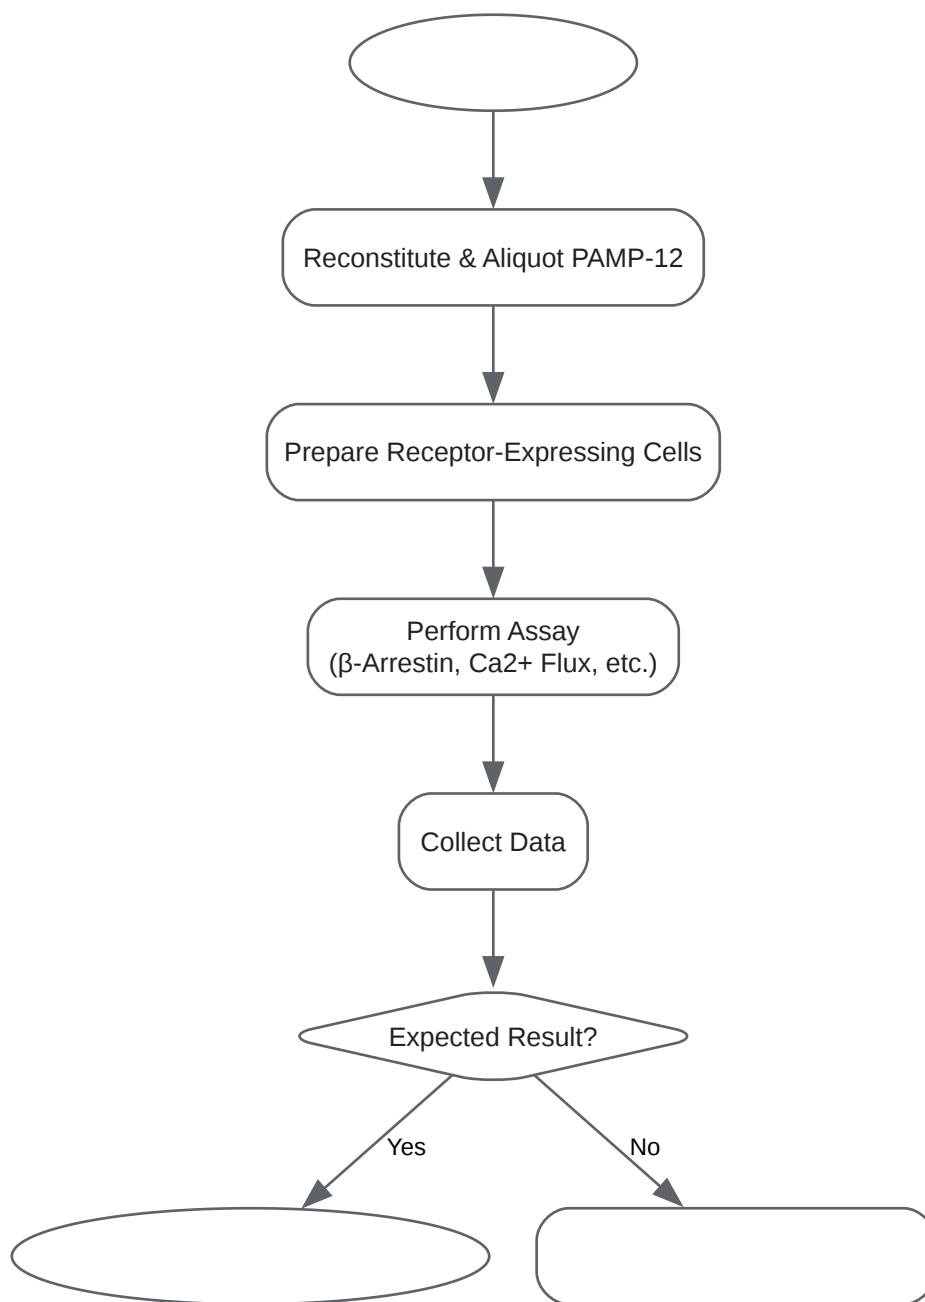 Reconstitute & Aliquot PAMP-12
Prepare Receptor-Expressing Cells
Perform Assay
(β-Arrestin, Ca2+ Flux, etc.)
Collect Data
Expected Result?
Yes
No